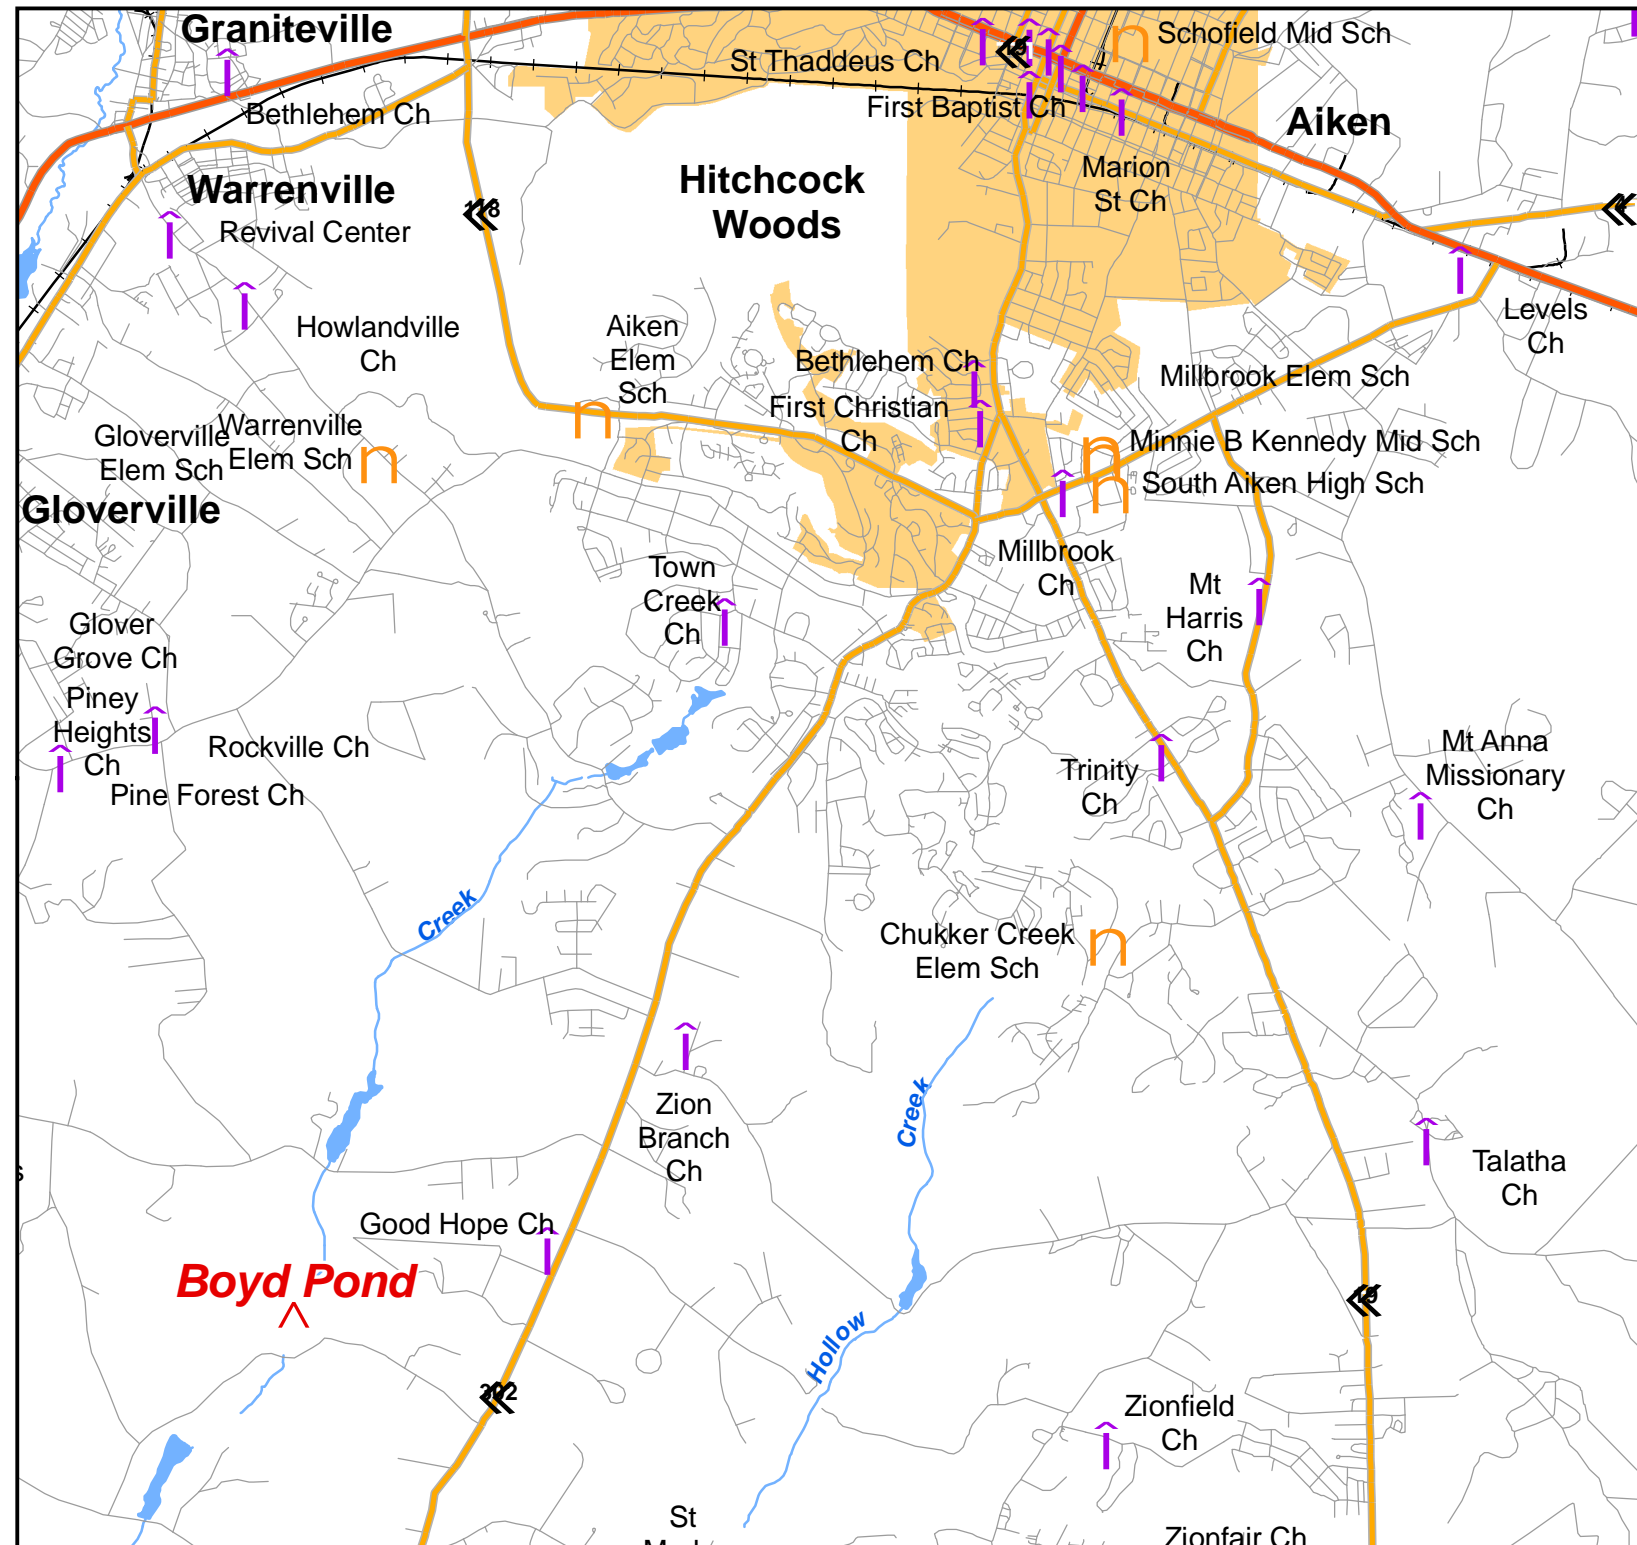 Graniteville
Schofield Mid Sch
St Thaddeus Ch
First Baptist Ch
Bethlehem Ch
Aiken
Marion
St Ch
Hitchcock
Woods
Warrenville
118
Revival Center
Howlandville
Ch
Aiken
Elem
Sch
Levels
Ch
Bethlehem Ch
Millbrook Elem Sch
First Christian
Ch
Warrenville
Elem Sch
Gloverville
Elem Sch
Minnie B Kennedy Mid Sch
South Aiken High Sch
Gloverville
Millbrook
Ch
Town
Creek
Ch
Mt
Harris
Ch
Glover
Grove Ch
Piney
Heights
Ch
Rockville Ch
Pine Forest Ch
Trinity
Ch
Mt Anna
Missionary
Ch
Creek
Chukker Creek
Elem Sch
Creek
Zion
Branch
Ch
Talatha
Ch
s
Good Hope Ch
Boyd Pond
19
Hollow
302
Zionfield
Ch
St
Zionfair Ch